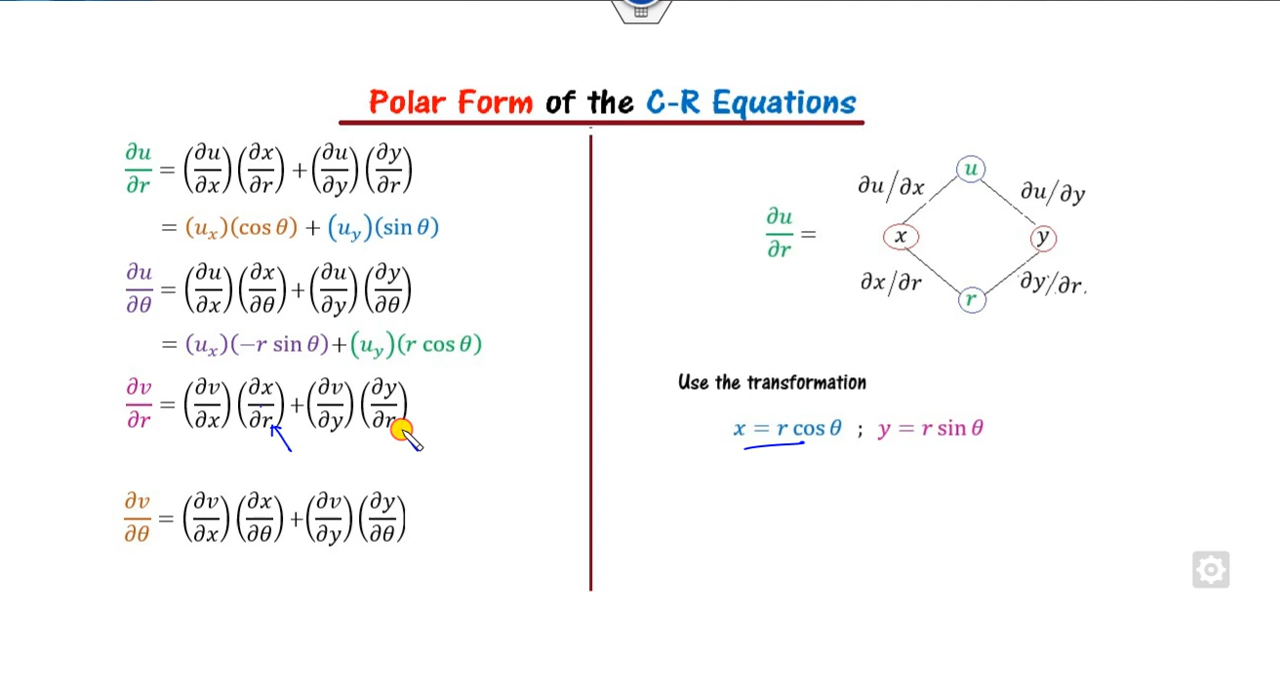 Polar Form of the C-R Equations
∂u/∂r = (∂u/∂x)(∂x/∂r) + (∂u/∂y)(∂y/∂r)
= (uₓ)(cos θ) + (u_y)(sin θ)
∂u/∂θ = (∂u/∂x)(∂x/∂θ) + (∂u/∂y)(∂y/∂θ)
= (uₓ)(−r sin θ)+(u_y)(r cos θ)
∂v/∂r = (∂v/∂x)(∂x/∂r) + (∂v/∂y)(∂y/∂r)
∂v/∂θ = (∂v/∂x)(∂x/∂θ) + (∂v/∂y)(∂y/∂θ)
u
∂u/∂x ∂u/∂y
∂u/∂r =
x y
∂x/∂r ∂y/∂r.
r
Use the transformation
x = r cos θ ; y = r sin θ